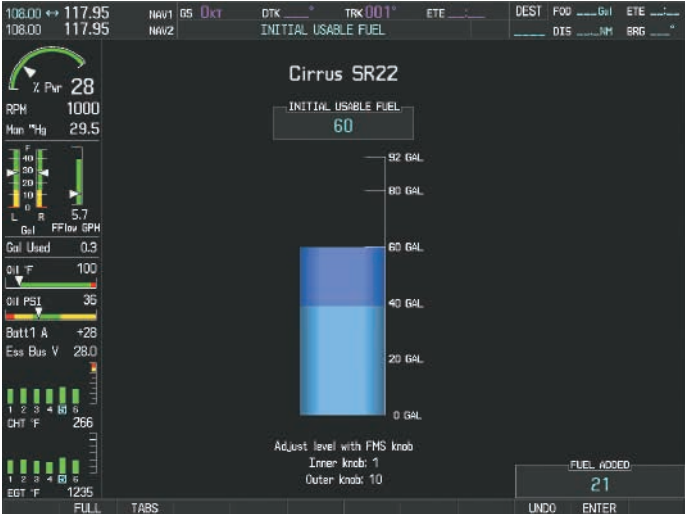 108.00 ↔ 117.95 NAV1 GS 0KT DTK ___° TRK 001° ETE __:__ DEST FOD ___Gal ETE __:__
108.00 117.95 NAV2 INITIAL USABLE FUEL _____ DIS ___NM BRG ___°
% Pwr 28
RPM 1000
Man "Hg 29.5
F
40
30
20
10
0
L R 5.7
Gal FFlow GPH
Gal Used 0.3
Oil °F 100
Oil PSI 36
Batt1 A +28
Ess Bus V 28.0
1 2 3 4 5 6
CHT °F 266
1 2 3 4 5 6
EGT °F 1235
Cirrus SR22
INITIAL USABLE FUEL
60
92 GAL
80 GAL
60 GAL
40 GAL
20 GAL
0 GAL
Adjust level with FMS knob
Inner knob: 1
Outer knob: 10
FUEL ADDED
21
FULL TABS UNDO ENTER